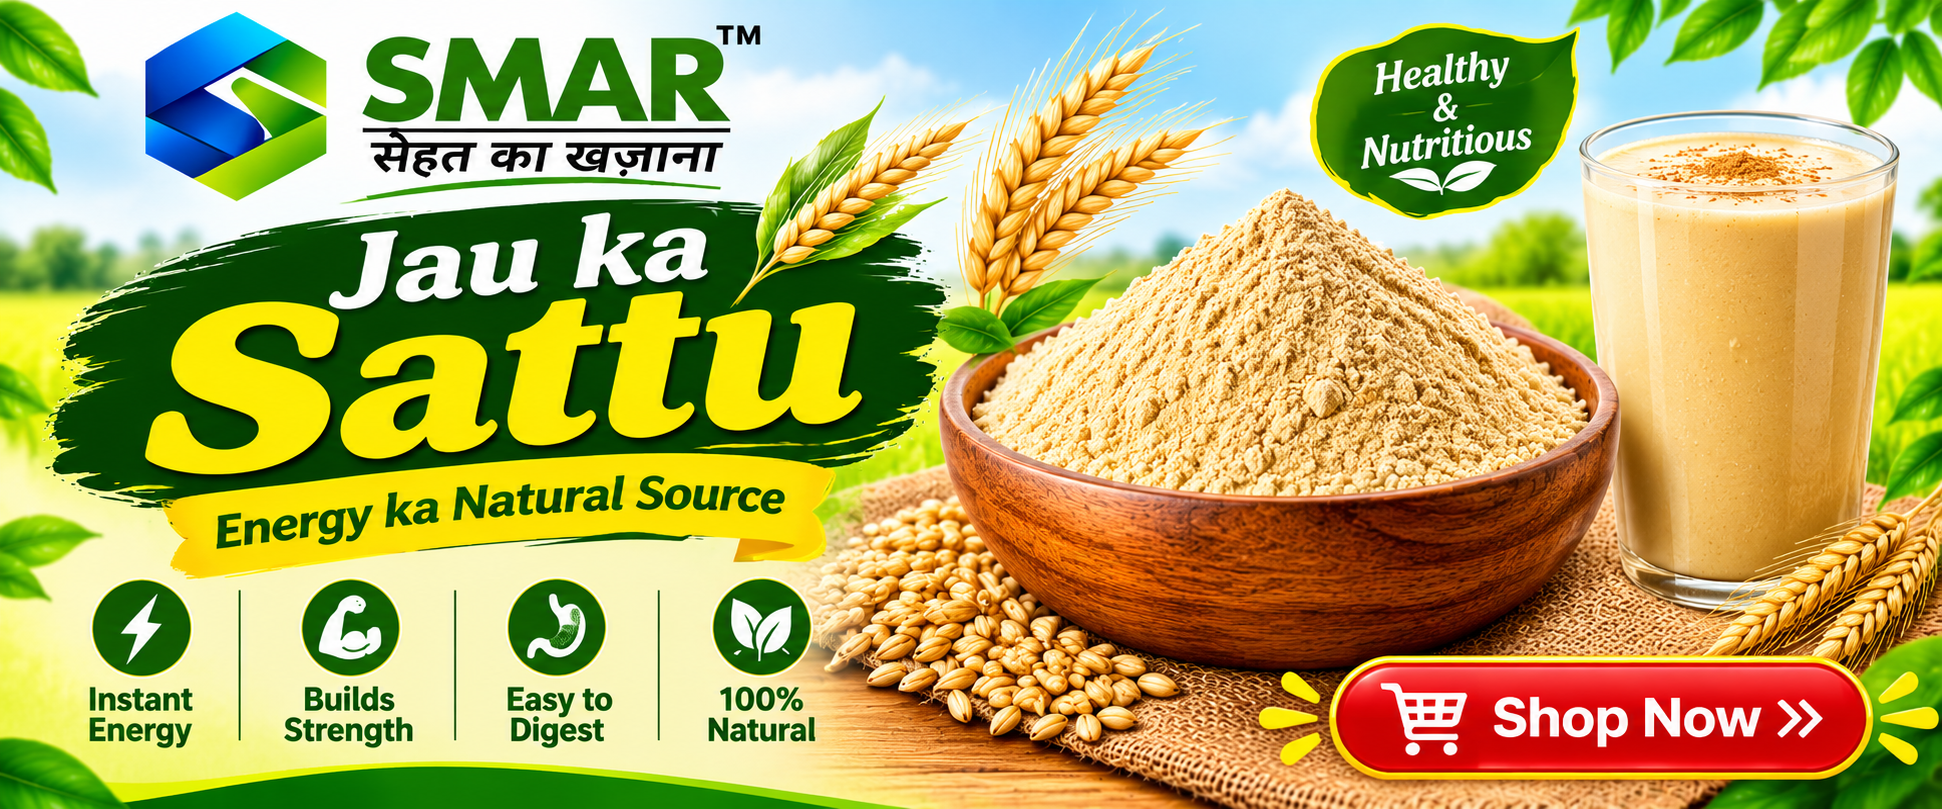 SMAR™
सेहत का खज़ाना
Jau ka
Sattu
Energy ka Natural Source
Instant
Energy
Builds
Strength
Easy to
Digest
100%
Natural
Healthy
&
Nutritious
Shop Now